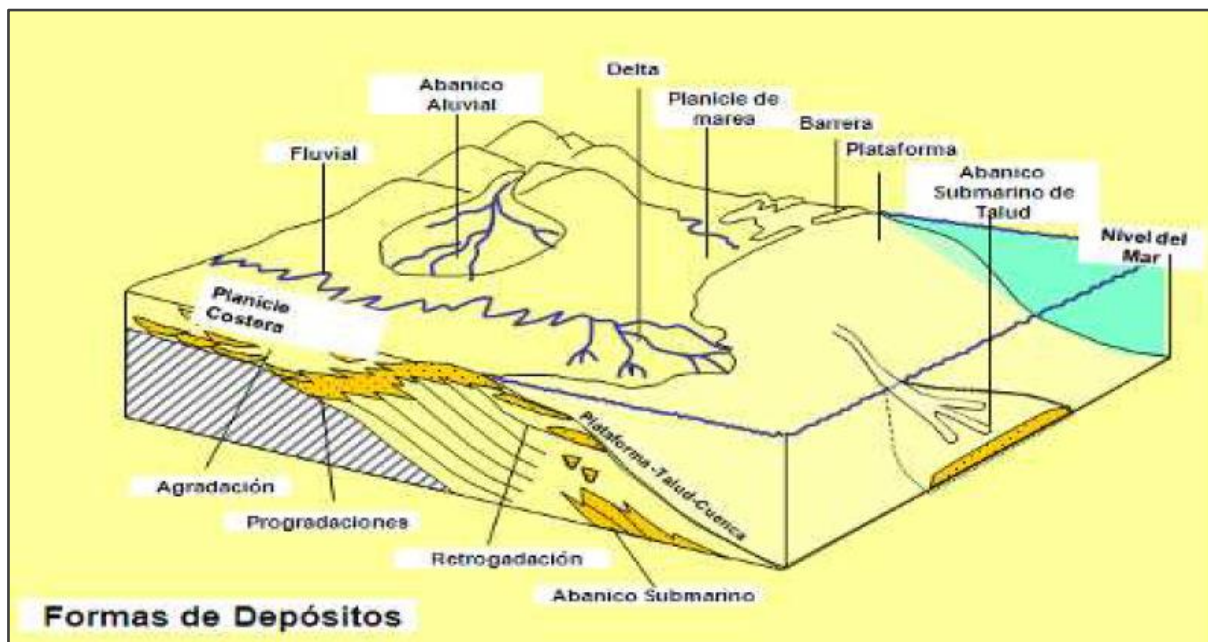 Delta
Abanico
Aluvial
Planicie de
marea
Barrera
Plataforma
Fluvial
Abanico
Submarino de
Talud
Nivel del
Mar
Planicie
Costera
Plataforma -Talud-Cuenca
Agradación
Progradaciones
Retrogadación
Abanico Submarino
Formas de Depósitos